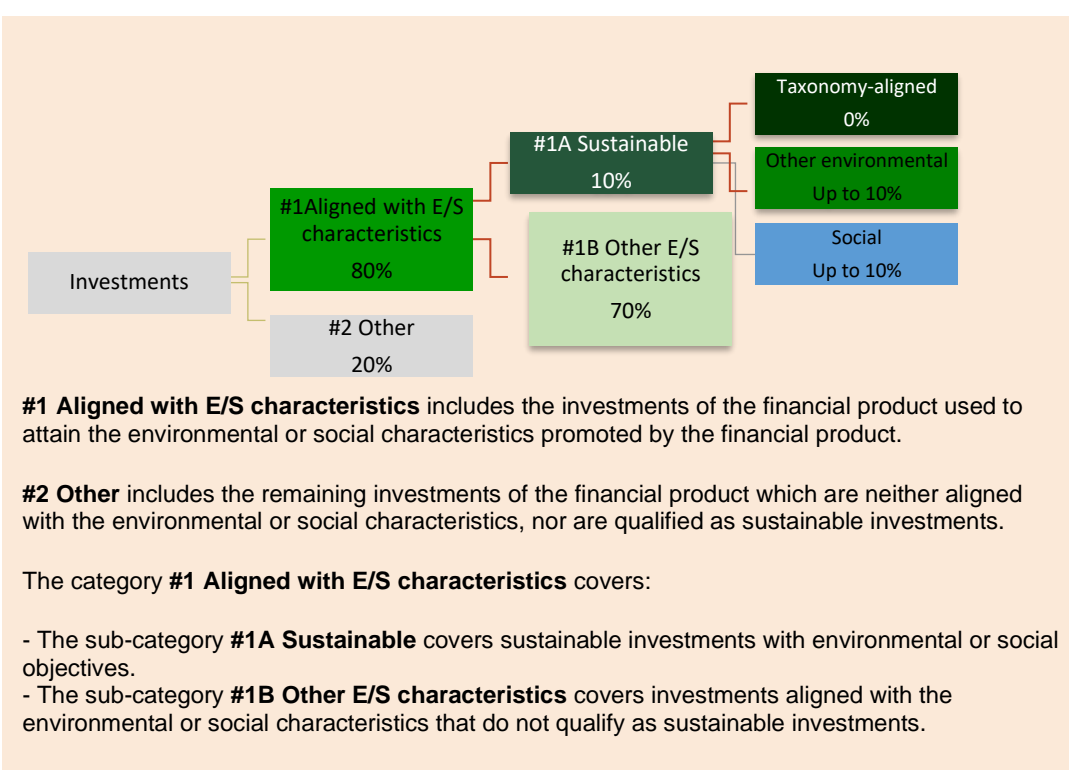 Taxonomy-aligned
0%
#1A Sustainable
10%
Other environmental
Up to 10%
#1Aligned with E/S
characteristics
80%
#1B Other E/S
characteristics
70%
Social
Up to 10%
Investments
#2 Other
20%
#1 Aligned with E/S characteristics includes the investments of the financial product used to
attain the environmental or social characteristics promoted by the financial product.
#2 Other includes the remaining investments of the financial product which are neither aligned
with the environmental or social characteristics, nor are qualified as sustainable investments.
The category #1 Aligned with E/S characteristics covers:
- The sub-category #1A Sustainable covers sustainable investments with environmental or social
objectives.
- The sub-category #1B Other E/S characteristics covers investments aligned with the
environmental or social characteristics that do not qualify as sustainable investments.